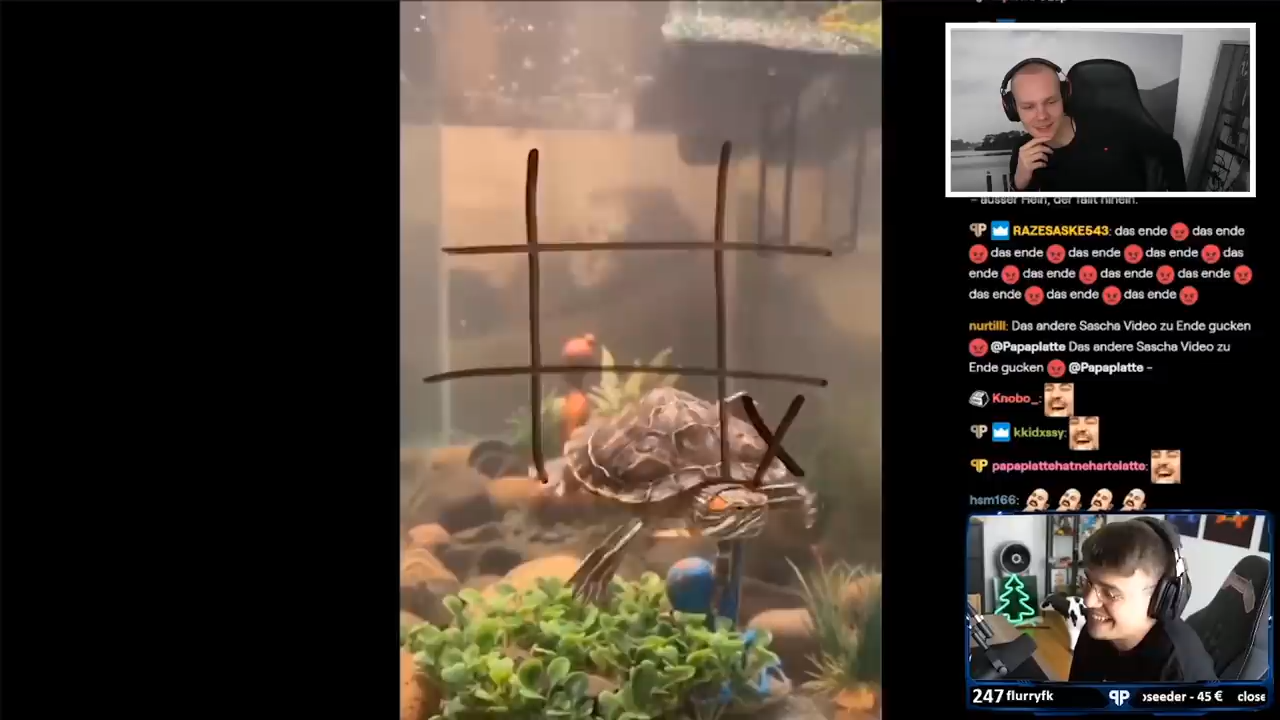 – ausser Hein, der fällt hinein.
RAZESASKE543: das ende das ende
das ende das ende das ende das
ende das ende das ende das ende
das ende das ende das ende
nurtilll: Das andere Sascha Video zu Ende gucken
@Papaplatte Das andere Sascha Video zu
Ende gucken @Papaplatte –
Knobo_:
kkidxssy:
papaplattehatnehartelatte:
hsm166:
X
247 flurryfk seeder - 45 € close